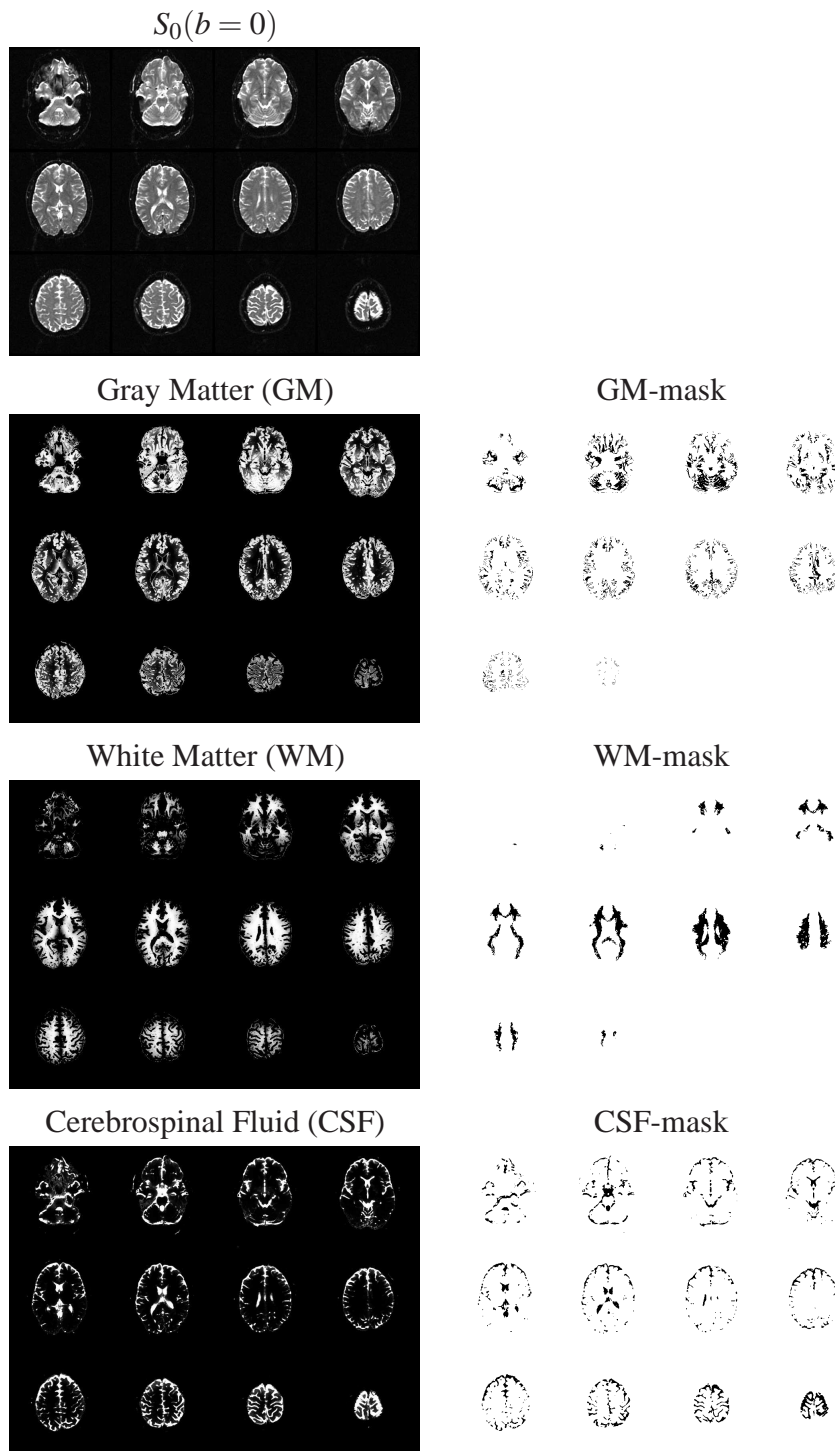 S₀(b = 0)
Gray Matter (GM)
GM-mask
White Matter (WM)
WM-mask
Cerebrospinal Fluid (CSF)
CSF-mask